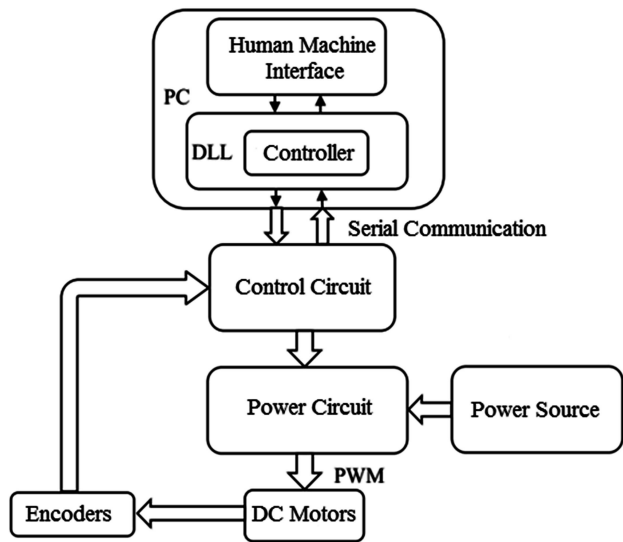 Human Machine
Interface
PC
DLL
Controller
Serial Communication
Control Circuit
Power Circuit
Power Source
PWM
Encoders
DC Motors